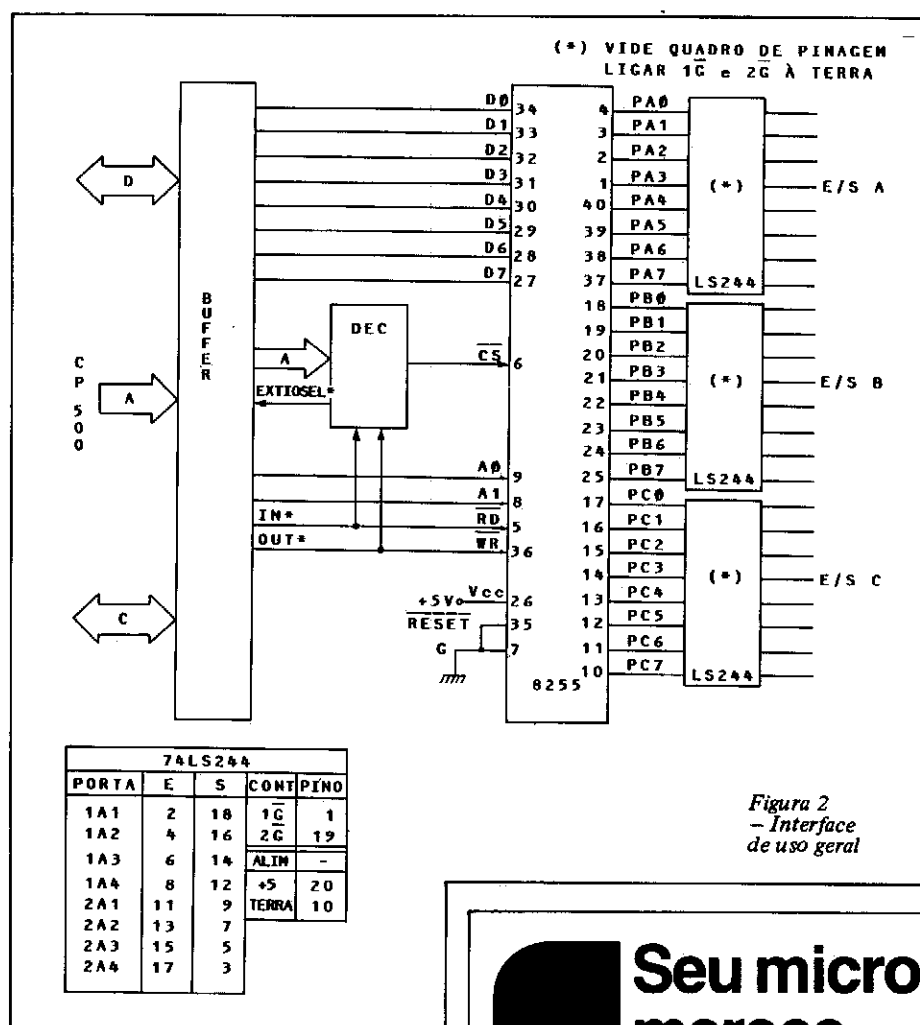 (*) VIDE QUADRO DE PINAGEM
LIGAR 1G̅ e 2G̅ À TERRA
CP 500
D
A
C
BUFFER
A
EXTIOSEL*
DEC
D0 34
D1 33
D2 32
D3 31
D4 30
D5 29
D6 28
D7 27
C̅S̅ 6
A0 9
A1 8
IN* R̅D̅ 5
OUT* W̅R̅ 36
+5V Vcc 26
R̅E̅S̅E̅T̅ 35
G 7
8255
4 PA0
3 PA1
2 PA2
1 PA3
40 PA4
39 PA5
38 PA6
37 PA7
(*)
LS244
E/S A
18 PB0
19 PB1
20 PB2
21 PB3
22 PB4
23 PB5
24 PB6
25 PB7
(*)
LS244
E/S B
17 PC0
16 PC1
15 PC2
14 PC3
13 PC4
12 PC5
11 PC6
10 PC7
(*)
LS244
E/S C
74LS244
PORTA E S CONT PINO
1A1 2 18 1G̅ 1
1A2 4 16 2G̅ 19
1A3 6 14 ALIM -
1A4 8 12 +5 20
2A1 11 9 TERRA 10
2A2 13 7
2A3 15 5
2A4 17 3
Figura 2
– Interface
de uso geral
Seu micro